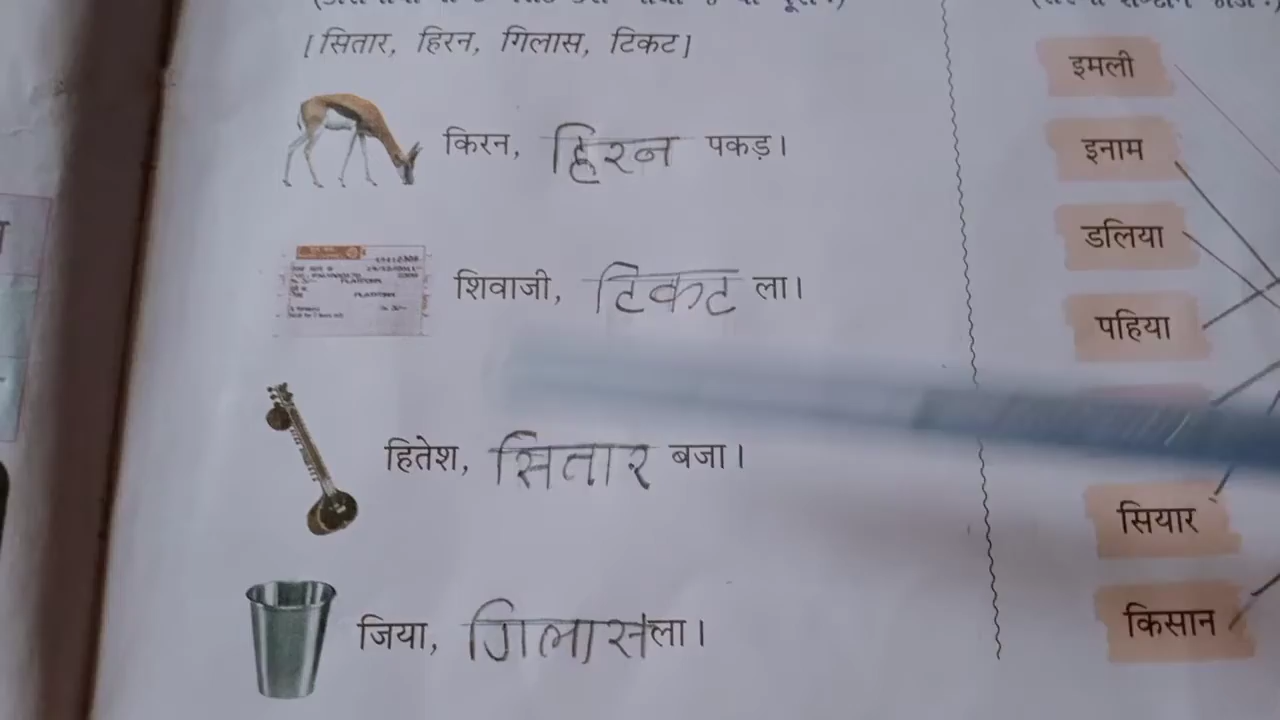 [सितार, हिरन, गिलास, टिकट]
किरन, हिरन पकड़।
शिवाजी, टिकट ला।
हितेश, सितार बजा।
जिया, गिलास ला।
इमली
इनाम
डलिया
पहिया
सियार
किसान